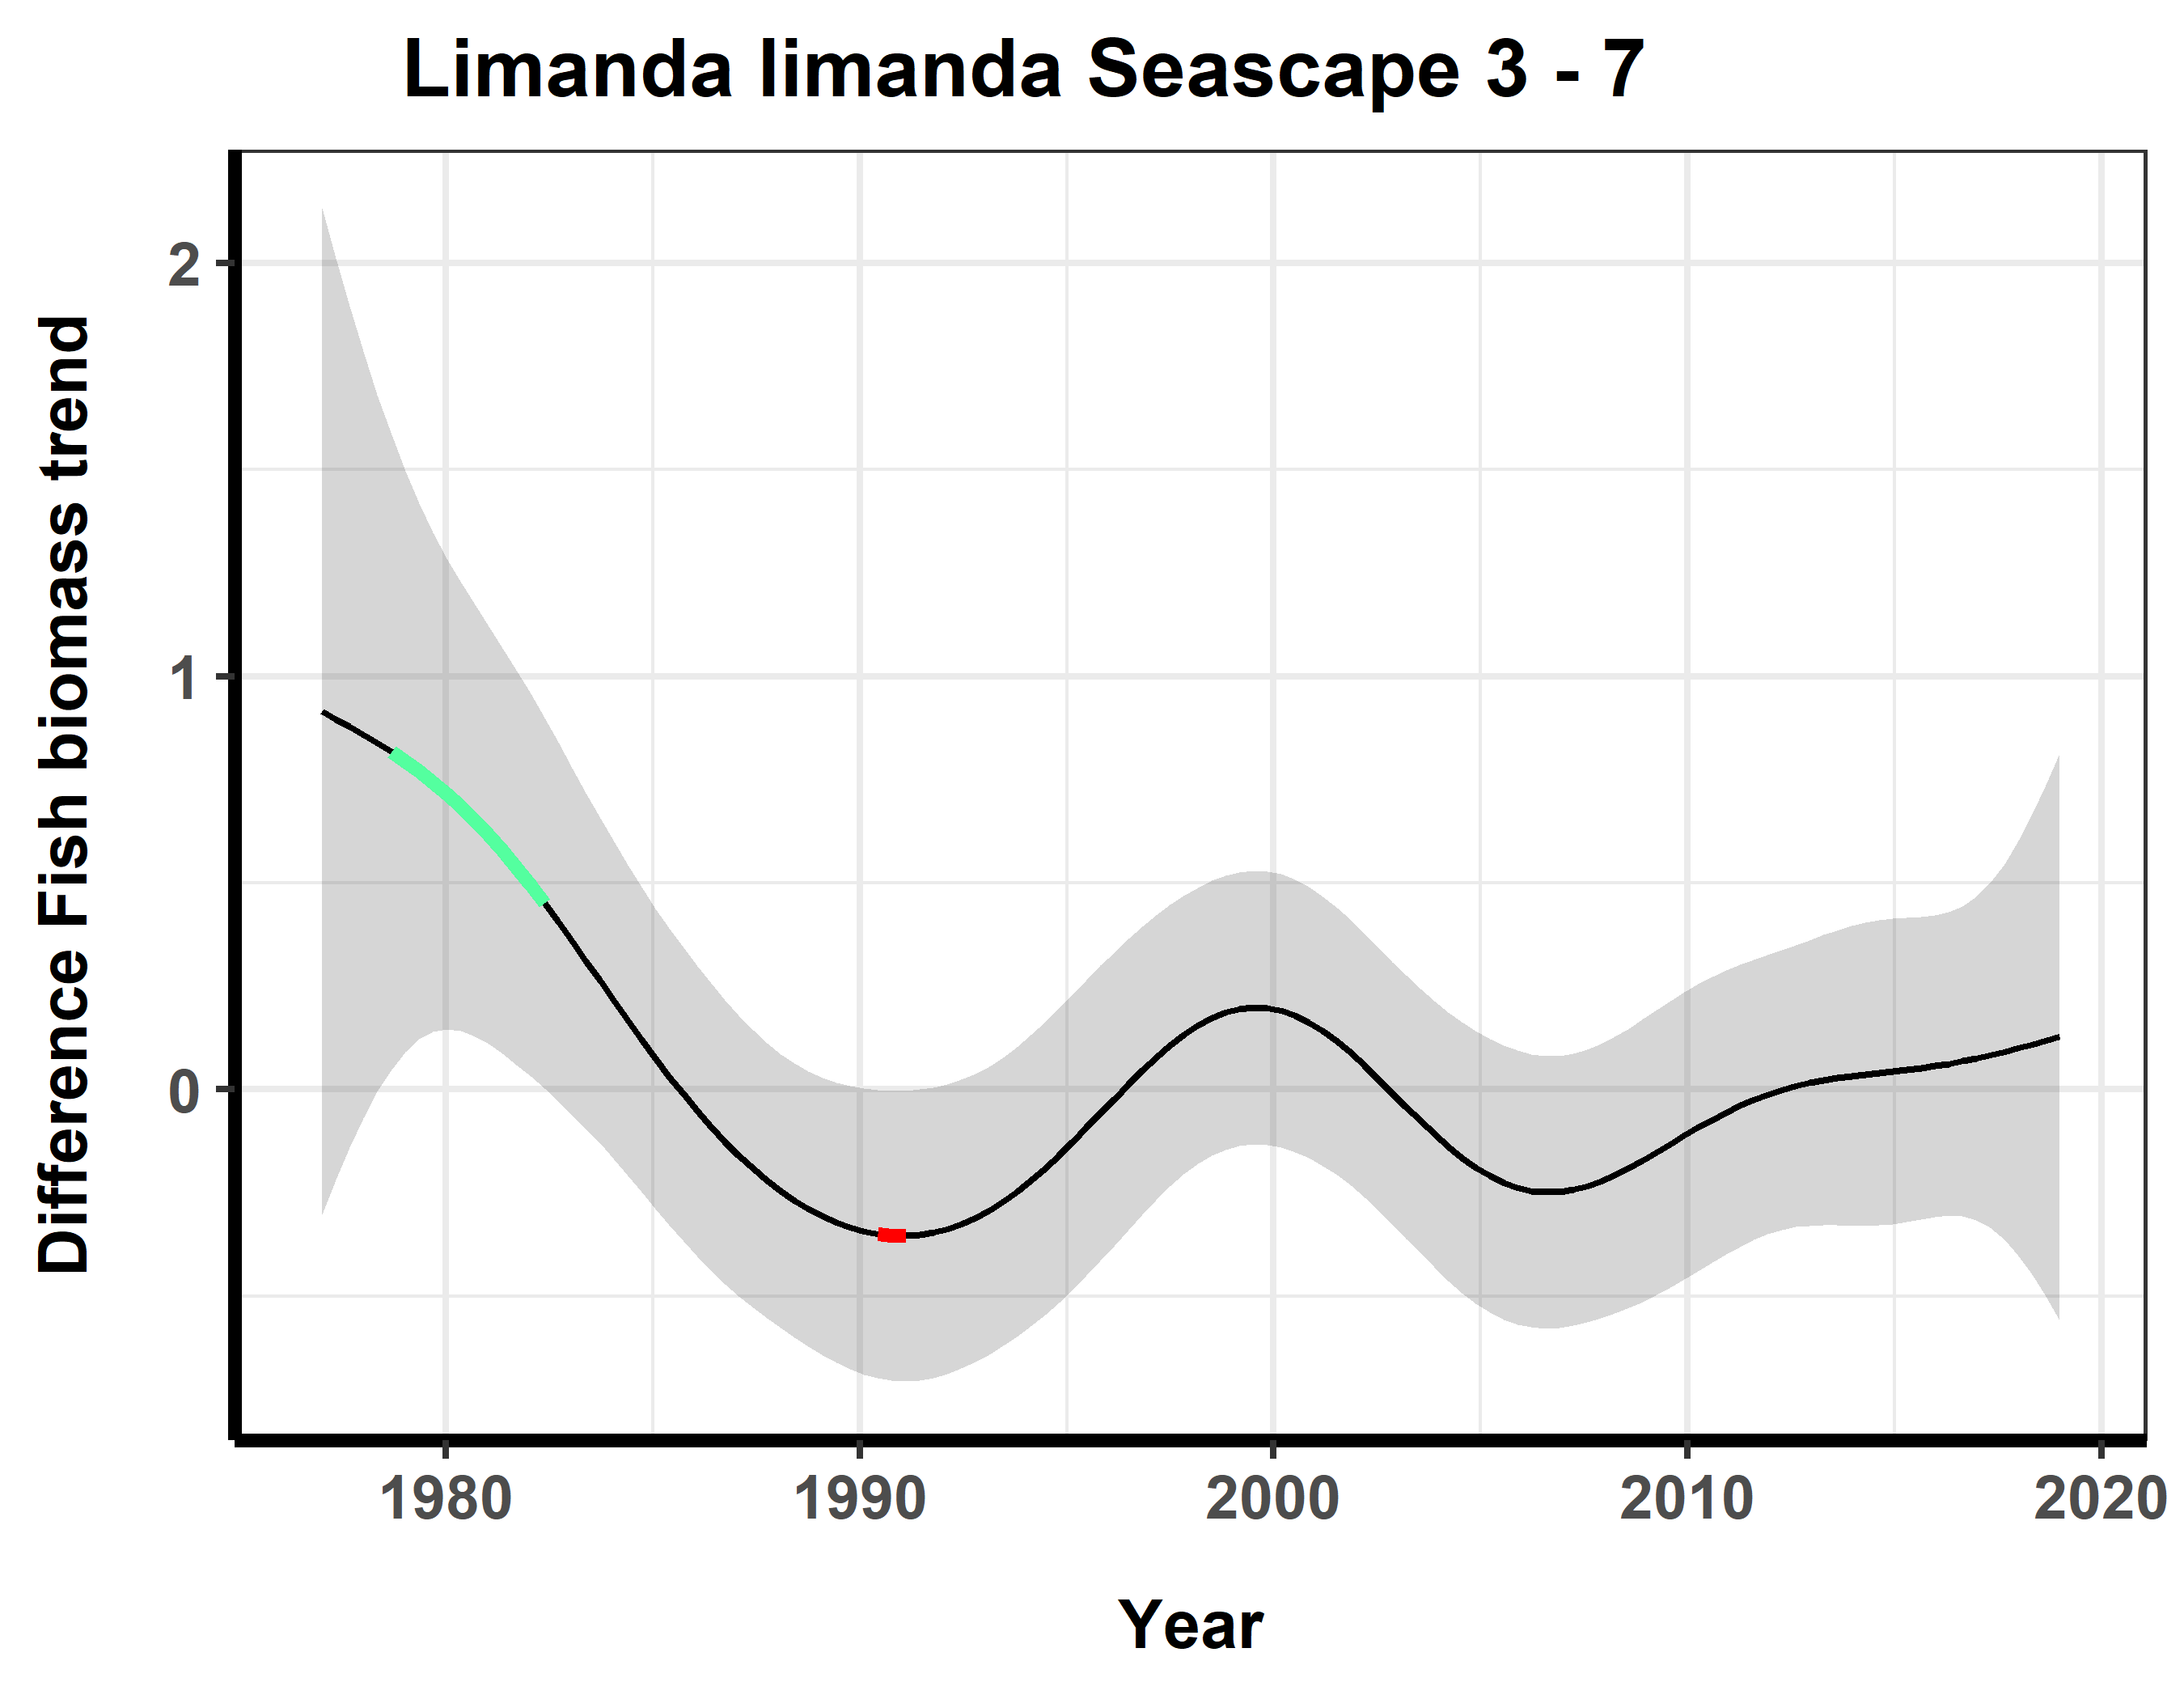 Limanda limanda Seascape 3 - 7
Difference Fish biomass trend
2
1
0
1980 1990 2000 2010 2020
Year